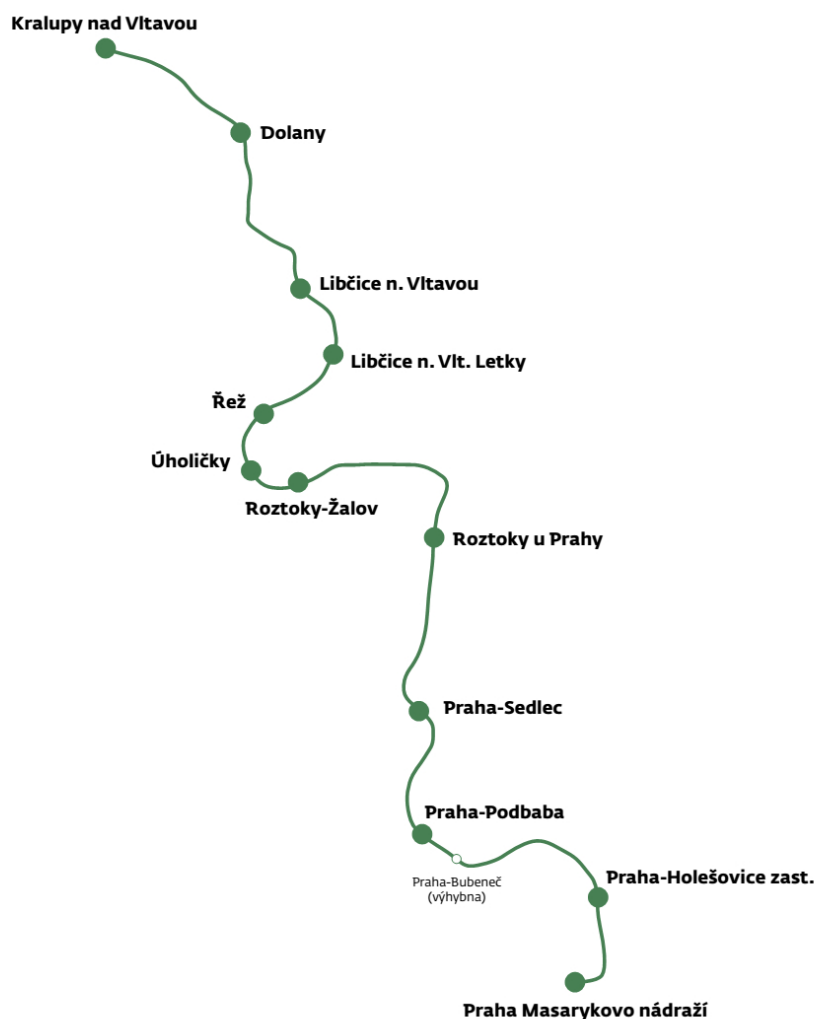 Kralupy nad Vltavou
Dolany
Libčice n. Vltavou
Libčice n. Vlt. Letky
Řež
Úholičky
Roztoky-Žalov
Roztoky u Prahy
Praha-Sedlec
Praha-Podbaba
Praha-Bubeneč
(výhybna)
Praha-Holešovice zast.
Praha Masarykovo nádraží